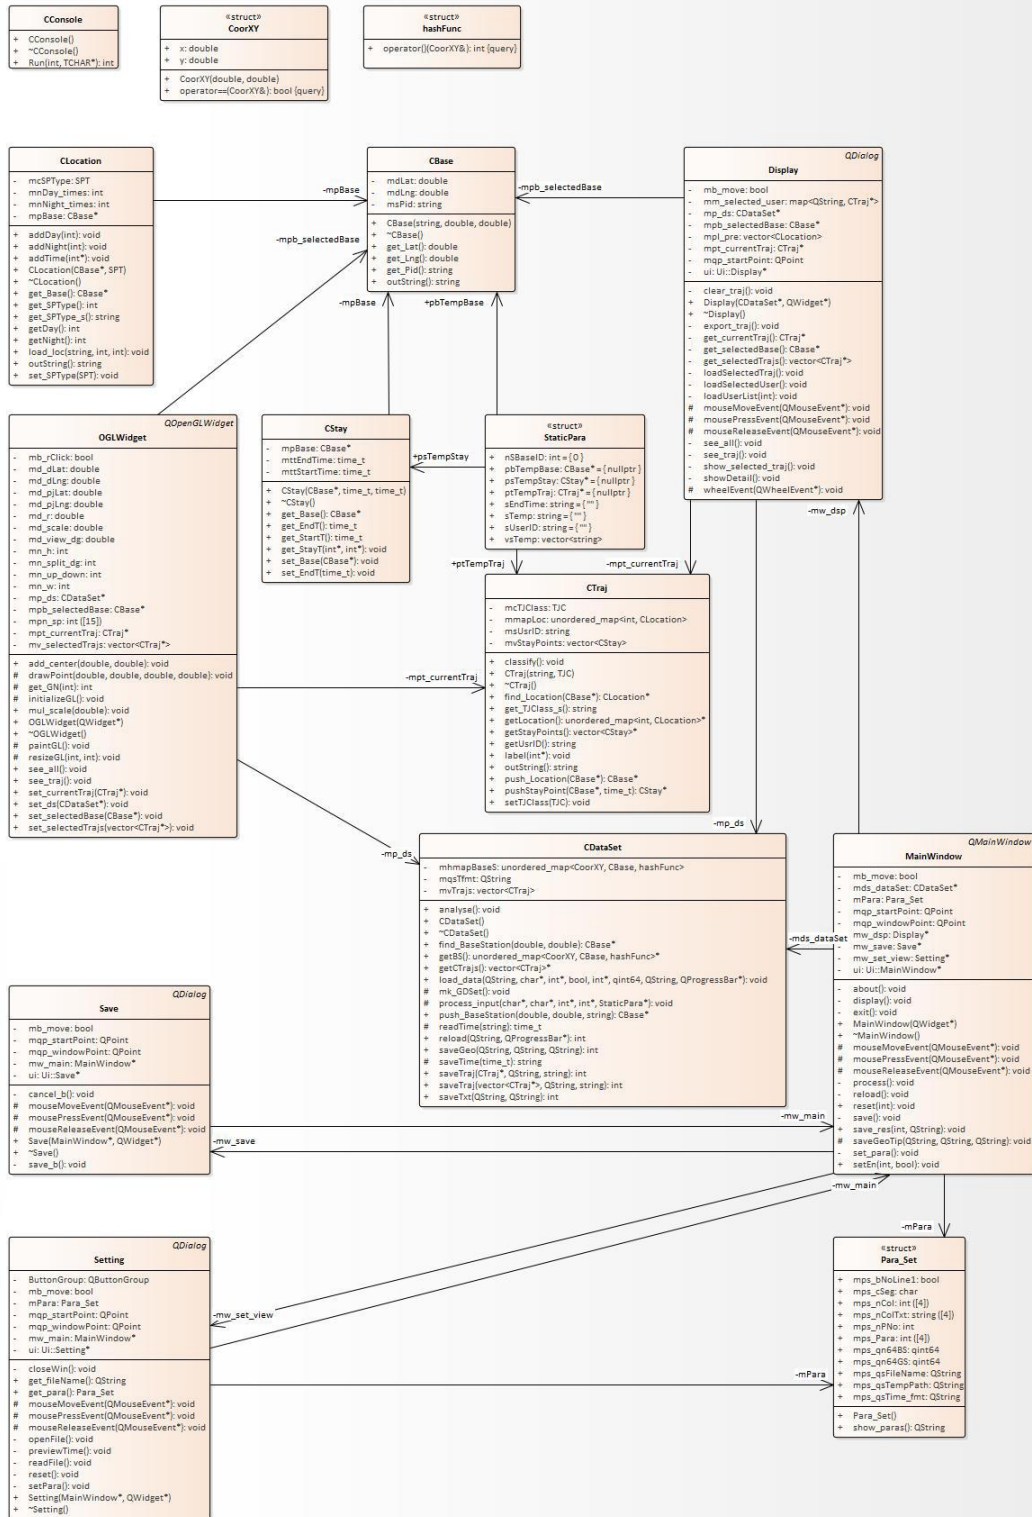 CConsole
+ CConsole()
+ ~CConsole()
+ Run(int, TCHAR*): int
«struct»
CoorXY
+ x: double
+ y: double
+ CoorXY(double, double)
+ operator==(CoorXY&): bool {query}
«struct»
hashFunc
+ operator()(CoorXY&): int {query}
CLocation
- mcSPType: SPT
- mnDay_times: int
- mnNight_times: int
- mpBase: CBase*
+ addDay(int): void
+ addNight(int): void
+ addTime(int*): void
+ CLocation(CBase*, SPT)
+ ~CLocation()
+ get_Base(): CBase*
+ get_SPType(): int
+ get_SPType_s(): string
+ getDay(): int
+ getNight(): int
+ load_loc(string, int, int): void
+ outString(): string
+ set_SPType(SPT): void
-mpBase
-mpb_selectedBase
CBase
- mdLat: double
- mdLng: double
- msPid: string
+ CBase(string, double, double)
+ ~CBase()
+ get_Lat(): double
+ get_Lng(): double
+ get_Pid(): string
+ outString(): string
-mpBase
+pbTempBase
-mpb_selectedBase
QDialog
Display
- mb_move: bool
- mm_selected_user: map<QString, CTraj*>
- mp_ds: CDataSet*
- mpb_selectedBase: CBase*
- mpl_pre: vector<CLocation>
- mpt_currentTraj: CTraj*
- mqp_startPoint: QPoint
- ui: Ui::Display*
- clear_traj(): void
+ Display(CDataSet*, QWidget*)
+ ~Display()
- export_traj(): void
- get_currentTraj(): CTraj*
- get_selectedBase(): CBase*
- get_selectedTrajs(): vector<CTraj*>
- loadSelectedTraj(): void
- loadSelectedUser(): void
- loadUserList(int): void
# mouseMoveEvent(QMouseEvent*): void
# mousePressEvent(QMouseEvent*): void
# mouseReleaseEvent(QMouseEvent*): void
- see_all(): void
- see_traj(): void
- show_selected_traj(): void
- showDetail(): void
# wheelEvent(QWheelEvent*): void
-mw_dsp
QOpenGLWidget
OGLWidget
- mb_rClick: bool
- md_dLat: double
- md_dLng: double
- md_pjLat: double
- md_pjLng: double
- md_r: double
- md_scale: double
- md_view_dg: double
- mn_h: int
- mn_split_dg: int
- mn_up_down: int
- mn_w: int
- mp_ds: CDataSet*
- mpb_selectedBase: CBase*
- mpn_sp: int ([15])
- mpt_currentTraj: CTraj*
- mv_selectedTrajs: vector<CTraj*>
+ add_center(double, double): void
# drawPoint(double, double, double, double): void
# get_GN(int): int
# initializeGL(): void
+ mul_scale(double): void
+ OGLWidget(QWidget*)
+ ~OGLWidget()
# paintGL(): void
# resizeGL(int, int): void
+ see_all(): void
+ see_traj(): void
+ set_currentTraj(CTraj*): void
+ set_ds(CDataSet*): void
+ set_selectedBase(CBase*): void
+ set_selectedTrajs(vector<CTraj*>): void
CStay
- mpBase: CBase*
- mttEndTime: time_t
- mttStartTime: time_t
+ CStay(CBase*, time_t, time_t)
+ ~CStay()
+ get_Base(): CBase*
+ get_EndT(): time_t
+ get_StartT(): time_t
+ get_StayT(int*, int*): void
+ set_Base(CBase*): void
+ set_EndT(time_t): void
+psTempStay
«struct»
StaticPara
+ nSBaseID: int = {0}
+ pbTempBase: CBase* = {nullptr}
+ psTempStay: CStay* = {nullptr}
+ ptTempTraj: CTraj* = {nullptr}
+ sEndTime: string = {""}
+ sTemp: string = {""}
+ sUserID: string = {""}
+ vsTemp: vector<string>
+ptTempTraj
-mpt_currentTraj
CTraj
- mcTJClass: TJC
- mmapLoc: unordered_map<int, CLocation>
- msUsrID: string
- mvStayPoints: vector<CStay>
+ classify(): void
+ CTraj(string, TJC)
+ ~CTraj()
+ find_Location(CBase*): CLocation*
+ get_TJClass_s(): string
+ getLocation(): unordered_map<int, CLocation>*
+ getStayPoints(): vector<CStay>*
+ getUsrID(): string
+ label(int*): void
+ outString(): string
+ push_Location(CBase*): CBase*
+ pushStayPoint(CBase*, time_t): CStay*
+ setTJClass(TJC): void
-mpt_currentTraj
-mp_ds
-mp_ds
CDataSet
- mhmapBaseS: unordered_map<CoorXY, CBase, hashFunc>
- mqsTfmt: QString
- mvTrajs: vector<CTraj>
+ analyse(): void
+ CDataSet()
+ ~CDataSet()
+ find_BaseStation(double, double): CBase*
+ getBS(): unordered_map<CoorXY, CBase, hashFunc>*
+ getCTrajs(): vector<CTraj>*
+ load_data(QString, char*, int*, bool, int*, qint64, QString, QProgressBar*): void
# mk_GDSet(): void
# process_input(char*, char*, int*, int*, StaticPara*): void
+ push_BaseStation(double, double, string): CBase*
# readTime(string): time_t
+ reload(QString, QProgressBar*): int
+ saveGeo(QString, QString, QString): int
# saveTime(time_t): string
+ saveTraj(CTraj*, QString, string): int
+ saveTraj(vector<CTraj*>, QString, string): int
+ saveTxt(QString, QString): int
-mds_dataSet
QMainWindow
MainWindow
- mb_move: bool
- mds_dataSet: CDataSet*
- mPara: Para_Set
- mqp_startPoint: QPoint
- mqp_windowPoint: QPoint
- mw_dsp: Display*
- mw_save: Save*
- mw_set_view: Setting*
- ui: Ui::MainWindow*
- about(): void
- display(): void
- exit(): void
+ MainWindow(QWidget*)
+ ~MainWindow()
# mouseMoveEvent(QMouseEvent*): void
# mousePressEvent(QMouseEvent*): void
# mouseReleaseEvent(QMouseEvent*): void
- process(): void
- reload(): void
+ reset(int): void
- save(): void
+ save_res(int, QString): void
# saveGeoTip(QString, QString, QString): void
- set_para(): void
+ setEn(int, bool): void
QDialog
Save
- mb_move: bool
- mqp_startPoint: QPoint
- mqp_windowPoint: QPoint
- mw_main: MainWindow*
- ui: Ui::Save*
- cancel_b(): void
# mouseMoveEvent(QMouseEvent*): void
# mousePressEvent(QMouseEvent*): void
# mouseReleaseEvent(QMouseEvent*): void
+ Save(MainWindow*, QWidget*)
+ ~Save()
- save_b(): void
-mw_main
-mw_save
-mw_main
-mPara
QDialog
Setting
- ButtonGroup: QButtonGroup
- mb_move: bool
- mPara: Para_Set
- mqp_startPoint: QPoint
- mqp_windowPoint: QPoint
- mw_main: MainWindow*
- ui: Ui::Setting*
- closeWin(): void
+ get_fileName(): QString
+ get_para(): Para_Set
# mouseMoveEvent(QMouseEvent*): void
# mousePressEvent(QMouseEvent*): void
# mouseReleaseEvent(QMouseEvent*): void
- openFile(): void
- previewTime(): void
- readFile(): void
- reset(): void
- setPara(): void
+ Setting(MainWindow*, QWidget*)
+ ~Setting()
-mw_set_view
-mPara
«struct»
Para_Set
+ mps_bNoLine1: bool
+ mps_cSeg: char
+ mps_nCol: int ([4])
+ mps_nColTxt: string ([4])
+ mps_nPNo: int
+ mps_Para: int ([4])
+ mps_qn64BS: qint64
+ mps_qn64GS: qint64
+ mps_qsFileName: QString
+ mps_qsTempPath: QString
+ mps_qsTime_fmt: QString
+ Para_Set()
+ show_paras(): QString